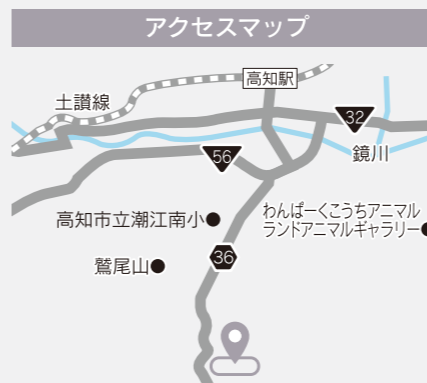 アクセスマップ
高知駅
土讃線
32
鏡川
56
高知市立潮江南小
わんぱーくこうちアニマル
ランドアニマルギャラリー
鷲尾山
36